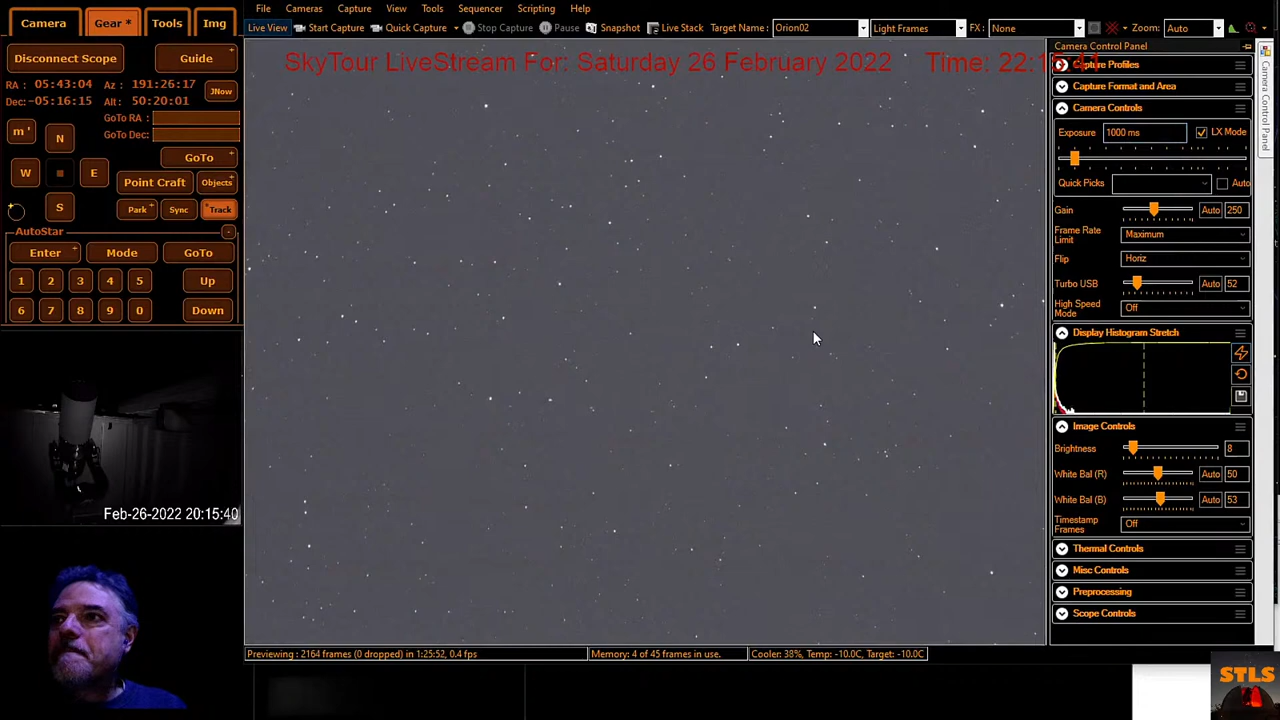 Camera Gear * Tools Img
File Cameras Capture View Tools Sequencer Scripting Help
Live View Start Capture Quick Capture Stop Capture Pause Snapshot Live Stack Target Name : Orion02 Light Frames FX : None Zoom: Auto
SkyTour LiveStream For: Saturday 26 February 2022 Time: 22:15:41
Disconnect Scope Guide
RA : 05:43:04 Az : 191:26:17
Dec: -05:16:15 Alt: 50:20:01
JNow
GoTo RA :
GoTo Dec:
m '
N
GoTo
W E
Point Craft Objects
S
Park Sync Track
AutoStar
-
Enter Mode GoTo
1 2 3 4 5 Up
6 7 8 9 0 Down
Feb-26-2022 20:15:40
Camera Control Panel
Capture Profiles
Capture Format and Area
Camera Controls
Exposure 1000 ms LX Mode
Quick Picks Auto
Gain Auto 250
Frame Rate Limit Maximum
Flip Horiz
Turbo USB Auto 52
High Speed Mode Off
Display Histogram Stretch
Image Controls
Brightness 8
White Bal (R) Auto 50
White Bal (B) Auto 53
Timestamp Frames Off
Thermal Controls
Misc Controls
Preprocessing
Scope Controls
Camera Control Panel
Previewing : 2164 frames (0 dropped) in 1:25:52, 0.4 fps Memory: 4 of 45 frames in use. Cooler: 38%, Temp: -10.0C, Target: -10.0C
STLS